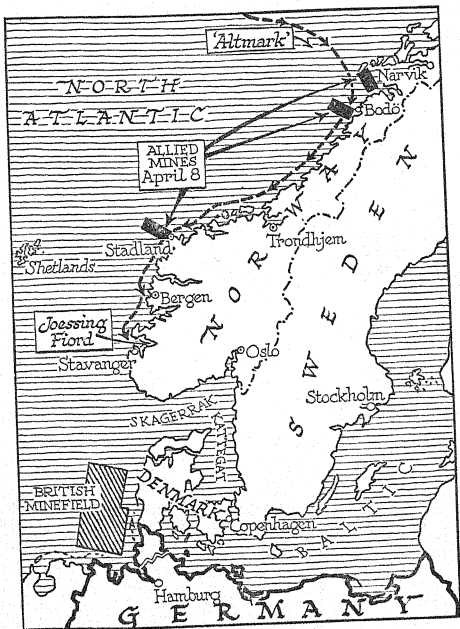 'Altmark'
NORTH
ATLANTIC
Narvik
Bodö
ALLIED
MINES
April 8
NORWAY
SWEDEN
Stadland
Trondhjem
Shetlands
Bergen
Joessing
Fiord
Stavanger
Oslo
Stockholm
SKAGERRAK
KATTEGAT
BRITISH
MINEFIELD
DENMARK
Copenhagen
BALTIC
Hamburg
GERMANY